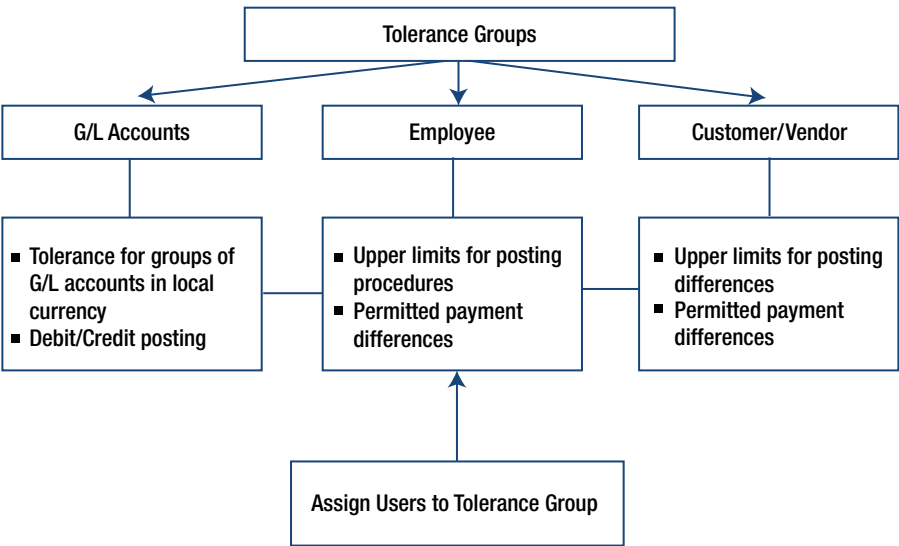 Tolerance Groups
G/L Accounts
Employee
Customer/Vendor
▪ Tolerance for groups of
G/L accounts in local
currency
▪ Debit/Credit posting
▪ Upper limits for posting
procedures
▪ Permitted payment
differences
▪ Upper limits for posting
differences
▪ Permitted payment
differences
Assign Users to Tolerance Group